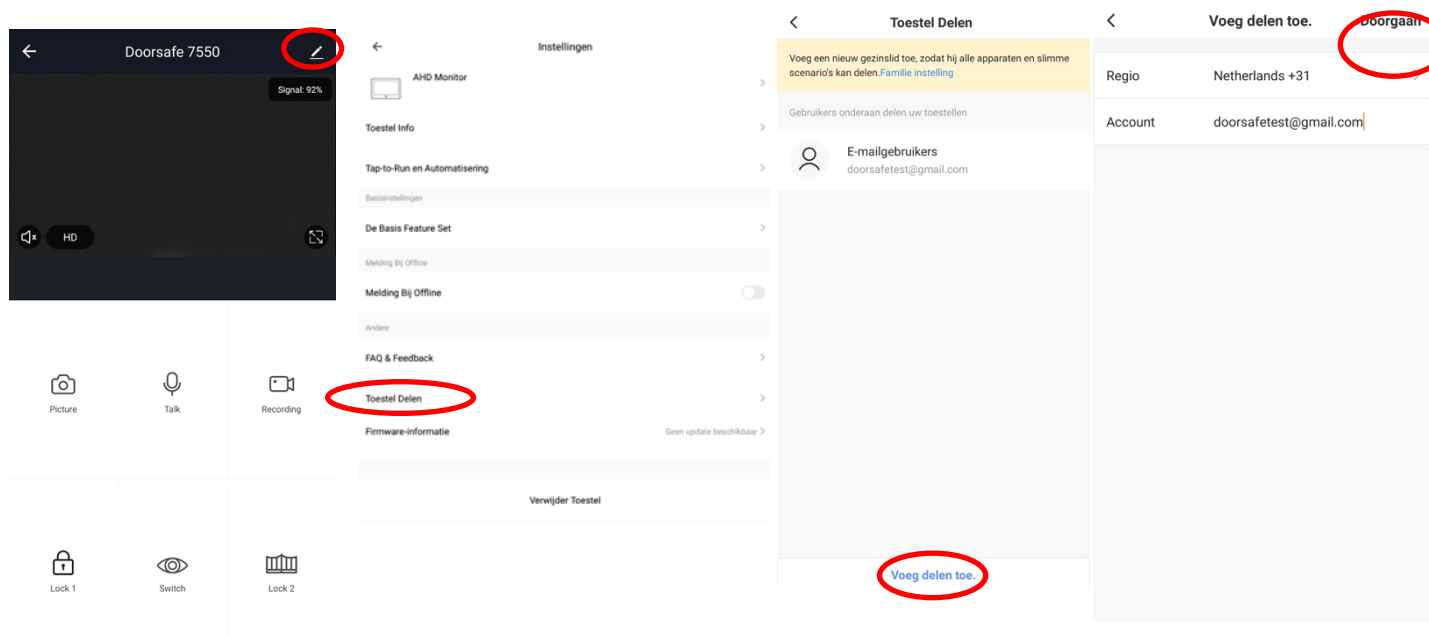 Doorsafe 7550
Signal: 92%
HD
Picture
Talk
Recording
Lock 1
Switch
Lock 2
Instellingen
AHD Monitor
Toestel Info
Tap-to-Run en Automatisering
Basisinstellingen
De Basis Feature Set
Melding Bij Offline
Melding Bij Offline
Andere
FAQ & Feedback
Toestel Delen
Firmware-informatie
Geen update beschikbaar
Verwijder Toestel
Toestel Delen
Voeg een nieuw gezinslid toe, zodat hij alle apparaten en slimme
scenario's kan delen.Familie instelling
Gebruikers onderaan delen uw toestellen
E-mailgebruikers
doorsafetest@gmail.com
Voeg delen toe.
Voeg delen toe.
Doorgaan
Regio
Netherlands +31
Account
doorsafetest@gmail.com